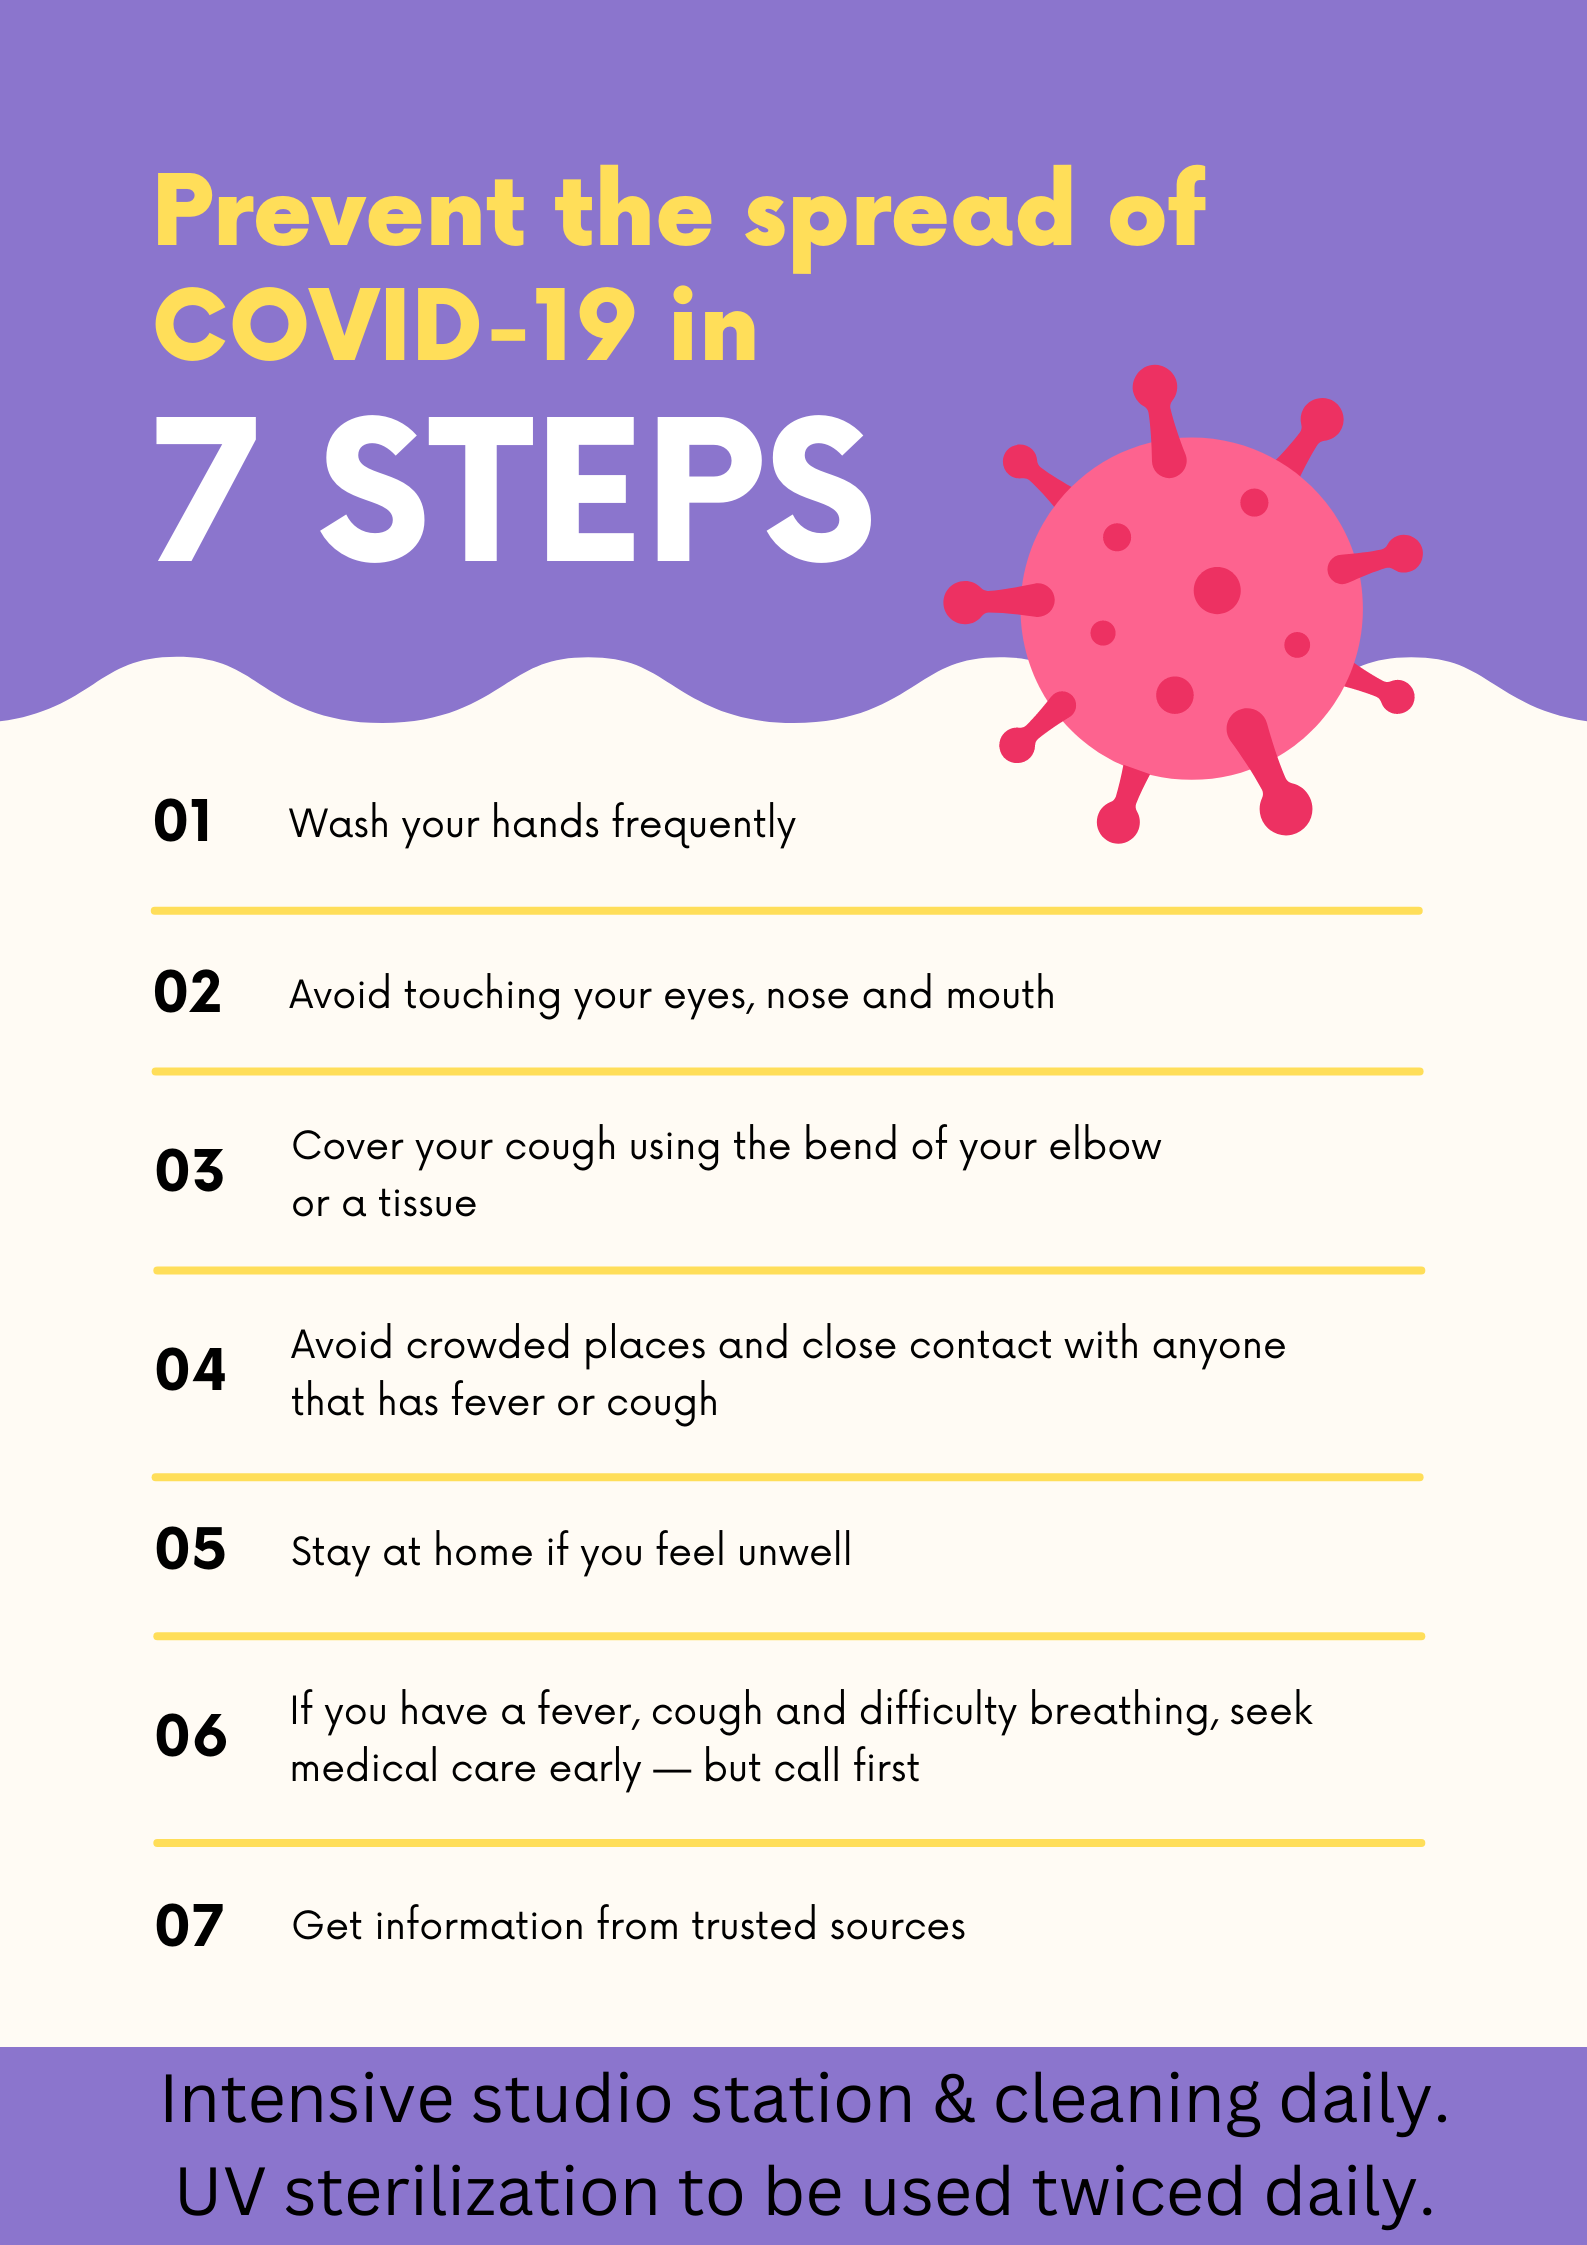 Prevent the spread of
COVID-19 in
7 STEPS
01 Wash your hands frequently
02 Avoid touching your eyes, nose and mouth
03 Cover your cough using the bend of your elbow
or a tissue
04 Avoid crowded places and close contact with anyone
that has fever or cough
05 Stay at home if you feel unwell
06 If you have a fever, cough and difficulty breathing, seek
medical care early — but call first
07 Get information from trusted sources
Intensive studio station & cleaning daily.
UV sterilization to be used twiced daily.